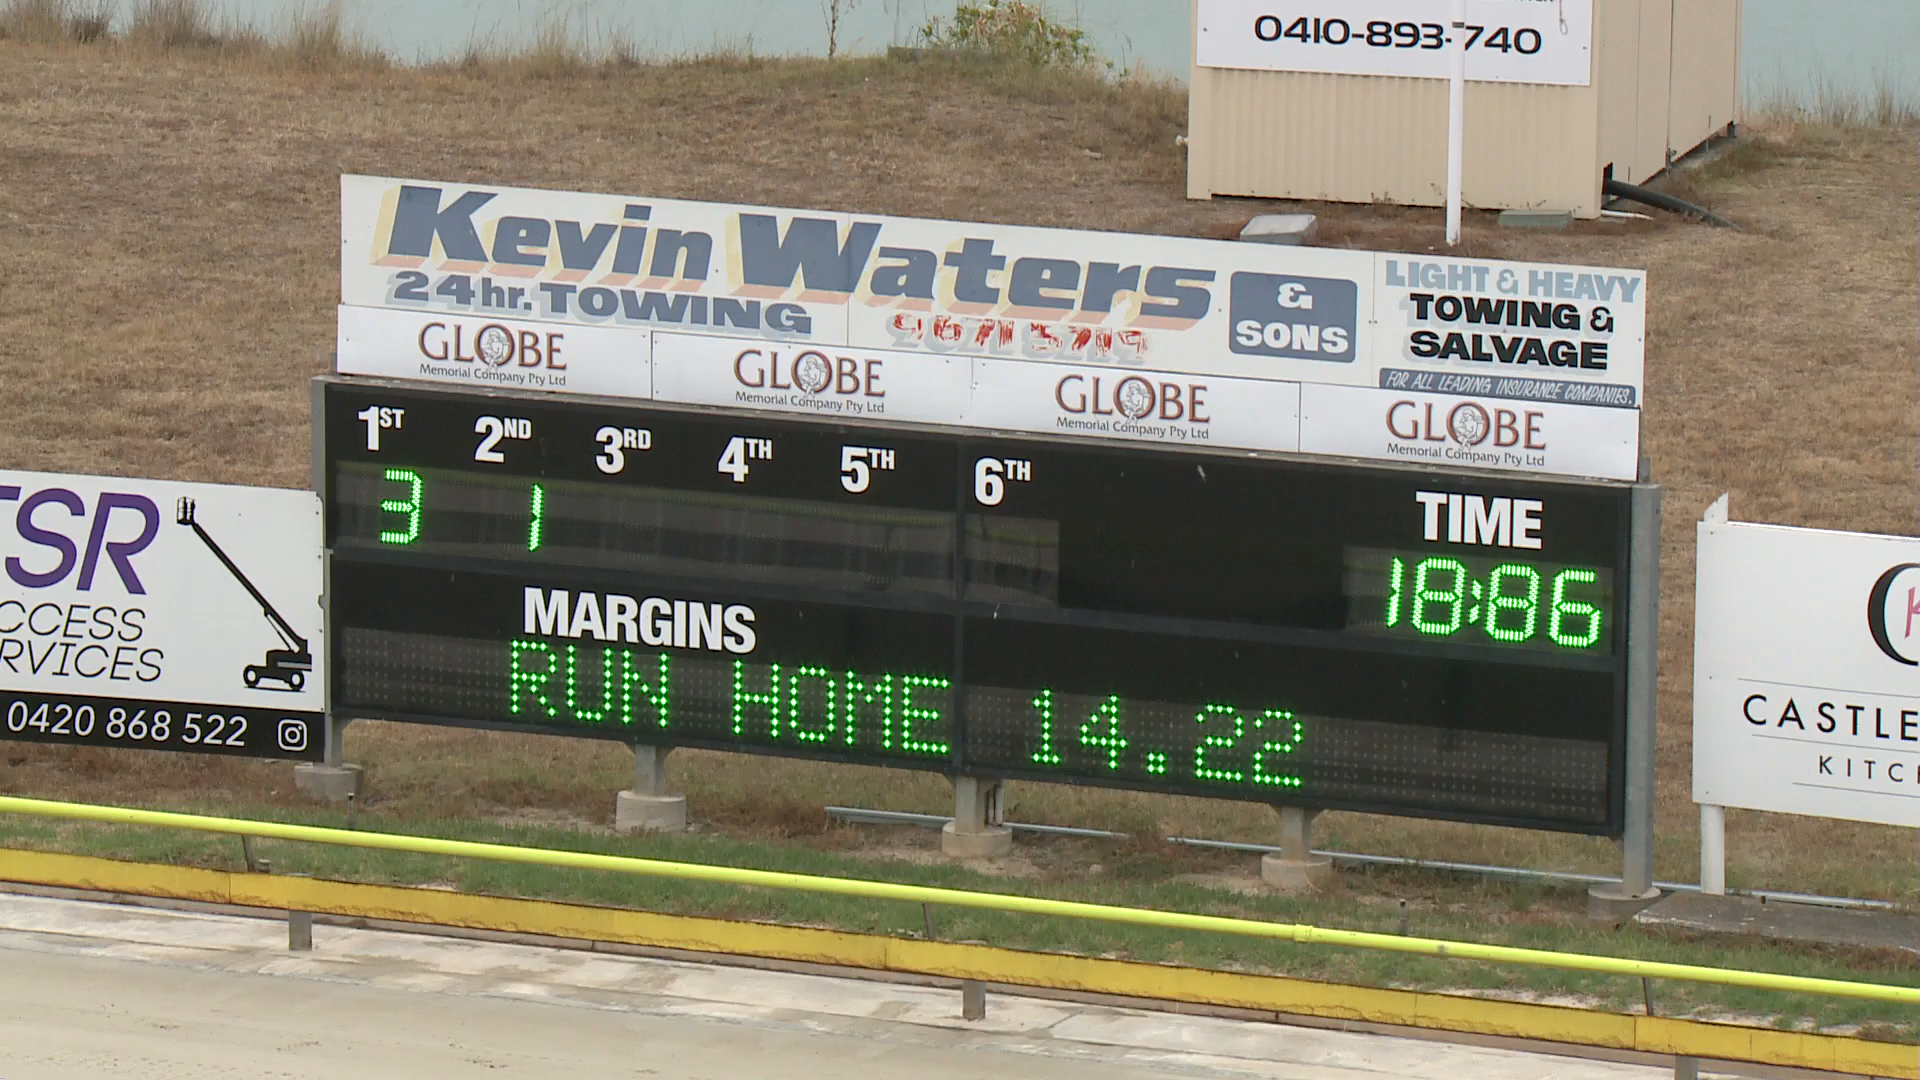 0410-893-740
Kevin Waters
& SONS
24hr. TOWING
LIGHT & HEAVY
TOWING &
SALVAGE
FOR ALL LEADING INSURANCE COMPANIES.
GLOBE
Memorial Company Pty Ltd
GLOBE
Memorial Company Pty Ltd
GLOBE
Memorial Company Pty Ltd
GLOBE
Memorial Company Pty Ltd
1ST 2ND 3RD 4TH 5TH 6TH
TIME
3 1
18:86
MARGINS
RUN HOME 14.22
TSR
CCESS
RVICES
0420 868 522
CASTLE
KITC